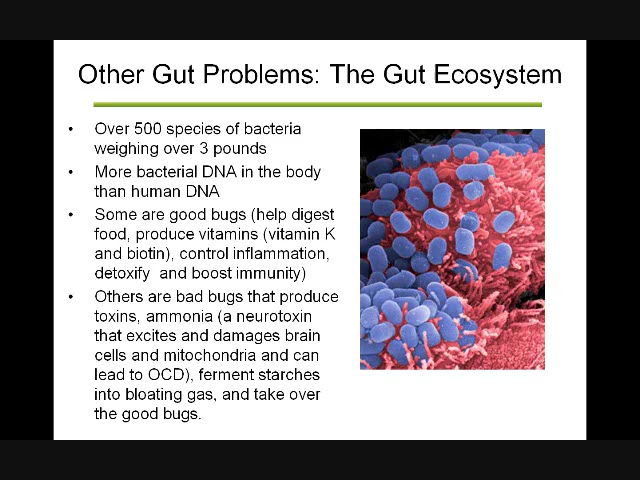 Other Gut Problems: The Gut Ecosystem
• Over 500 species of bacteria
weighing over 3 pounds
• More bacterial DNA in the body
than human DNA
• Some are good bugs (help digest
food, produce vitamins (vitamin K
and biotin), control inflammation,
detoxify and boost immunity)
• Others are bad bugs that produce
toxins, ammonia (a neurotoxin
that excites and damages brain
cells and mitochondria and can
lead to OCD), ferment starches
into bloating gas, and take over
the good bugs.